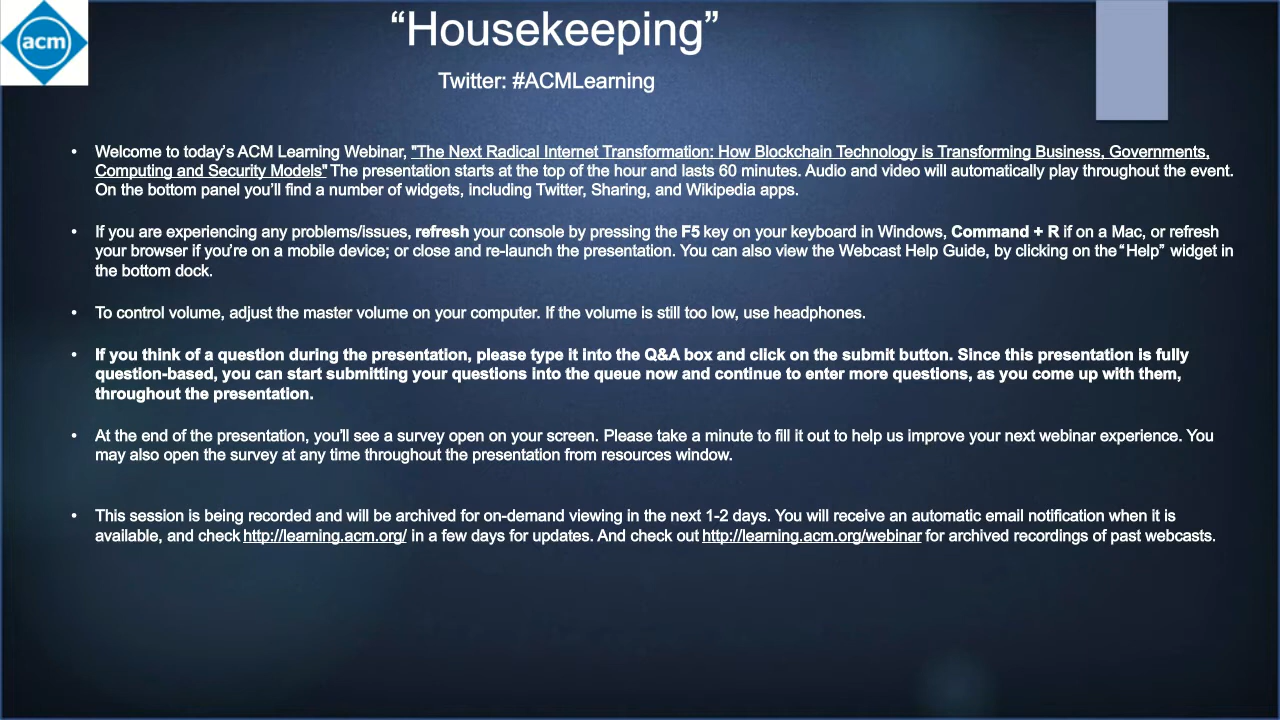 acm
“Housekeeping”
Twitter: #ACMLearning
• Welcome to today’s ACM Learning Webinar, "The Next Radical Internet Transformation: How Blockchain Technology is Transforming Business, Governments,
Computing and Security Models" The presentation starts at the top of the hour and lasts 60 minutes. Audio and video will automatically play throughout the event.
On the bottom panel you’ll find a number of widgets, including Twitter, Sharing, and Wikipedia apps.
• If you are experiencing any problems/issues, refresh your console by pressing the F5 key on your keyboard in Windows, Command + R if on a Mac, or refresh
your browser if you’re on a mobile device; or close and re-launch the presentation. You can also view the Webcast Help Guide, by clicking on the “Help” widget in
the bottom dock.
• To control volume, adjust the master volume on your computer. If the volume is still too low, use headphones.
• If you think of a question during the presentation, please type it into the Q&A box and click on the submit button. Since this presentation is fully
question-based, you can start submitting your questions into the queue now and continue to enter more questions, as you come up with them,
throughout the presentation.
• At the end of the presentation, you’ll see a survey open on your screen. Please take a minute to fill it out to help us improve your next webinar experience. You
may also open the survey at any time throughout the presentation from resources window.
• This session is being recorded and will be archived for on-demand viewing in the next 1-2 days. You will receive an automatic email notification when it is
available, and check http://learning.acm.org/ in a few days for updates. And check out http://learning.acm.org/webinar for archived recordings of past webcasts.